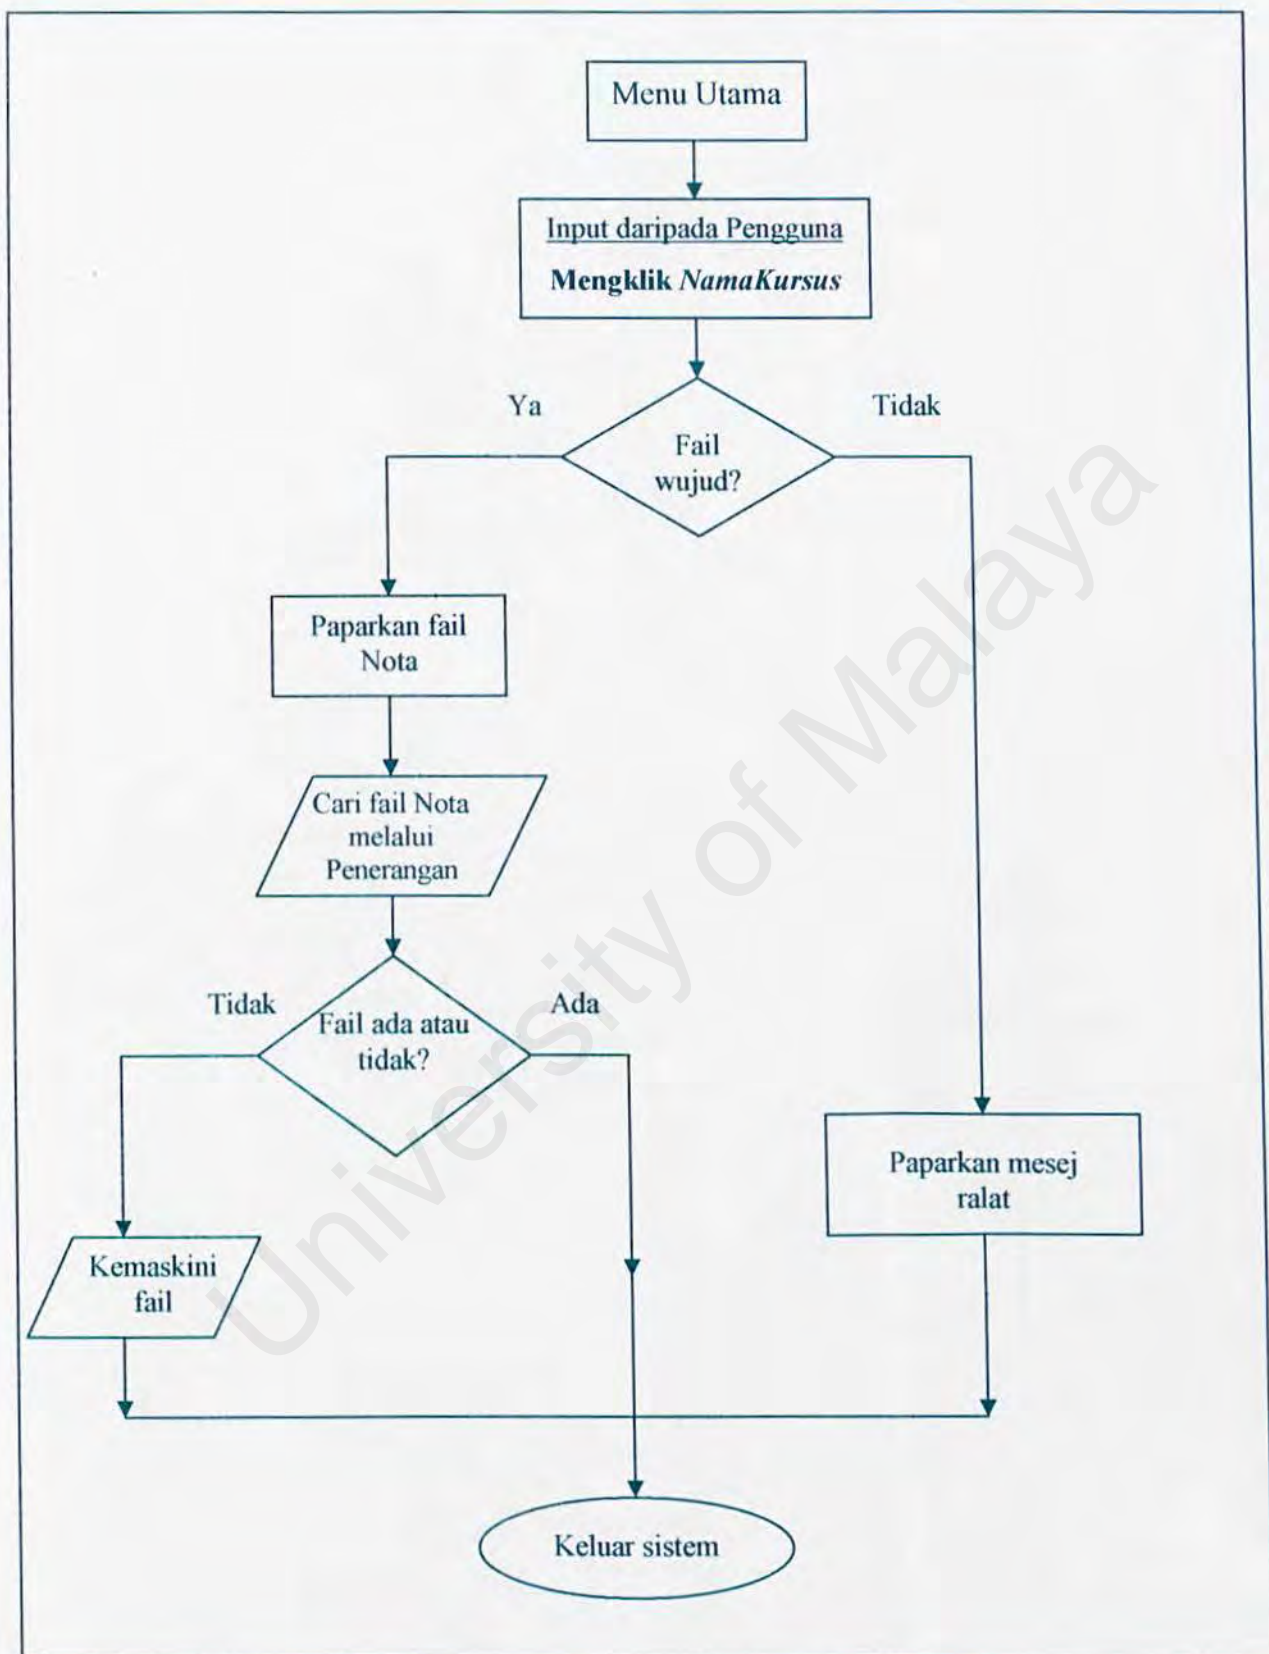 Menu Utama
Input daripada Pengguna
Mengklik NamaKursus
Ya
Tidak
Fail
wujud?
Paparkan fail
Nota
Cari fail Nota
melalui
Penerangan
Tidak
Ada
Fail ada atau
tidak?
Paparkan mesej
ralat
Kemaskini
fail
Keluar sistem
University of Malaya